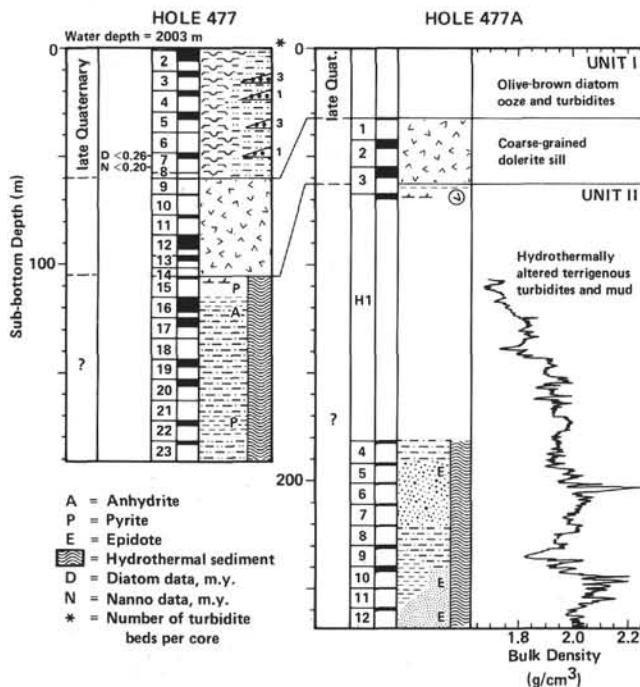 HOLE 477
HOLE 477A
Water depth = 2003 m
*
0
100
Sub-bottom Depth (m)
late Quaternary
?
D <0.26
N <0.20
2
3
4
5
6
7
8
9
10
11
12
13
14
15
16
17
18
19
20
21
22
23
3
1
3
1
P
A
P
A = Anhydrite
P = Pyrite
E = Epidote
= Hydrothermal sediment
D = Diatom data, m.y.
N = Nanno data, m.y.
* = Number of turbidite
beds per core
0
200
late Quat.
?
1
2
3
H1
4
5
6
7
8
9
10
11
12
E
E
E
UNIT I
Olive-brown diatom
ooze and turbidites
Coarse-grained
dolerite sill
UNIT II
Hydrothermally
altered terrigenous
turbidites and mud
1.8
2.0
2.2
Bulk Density
(g/cm³)